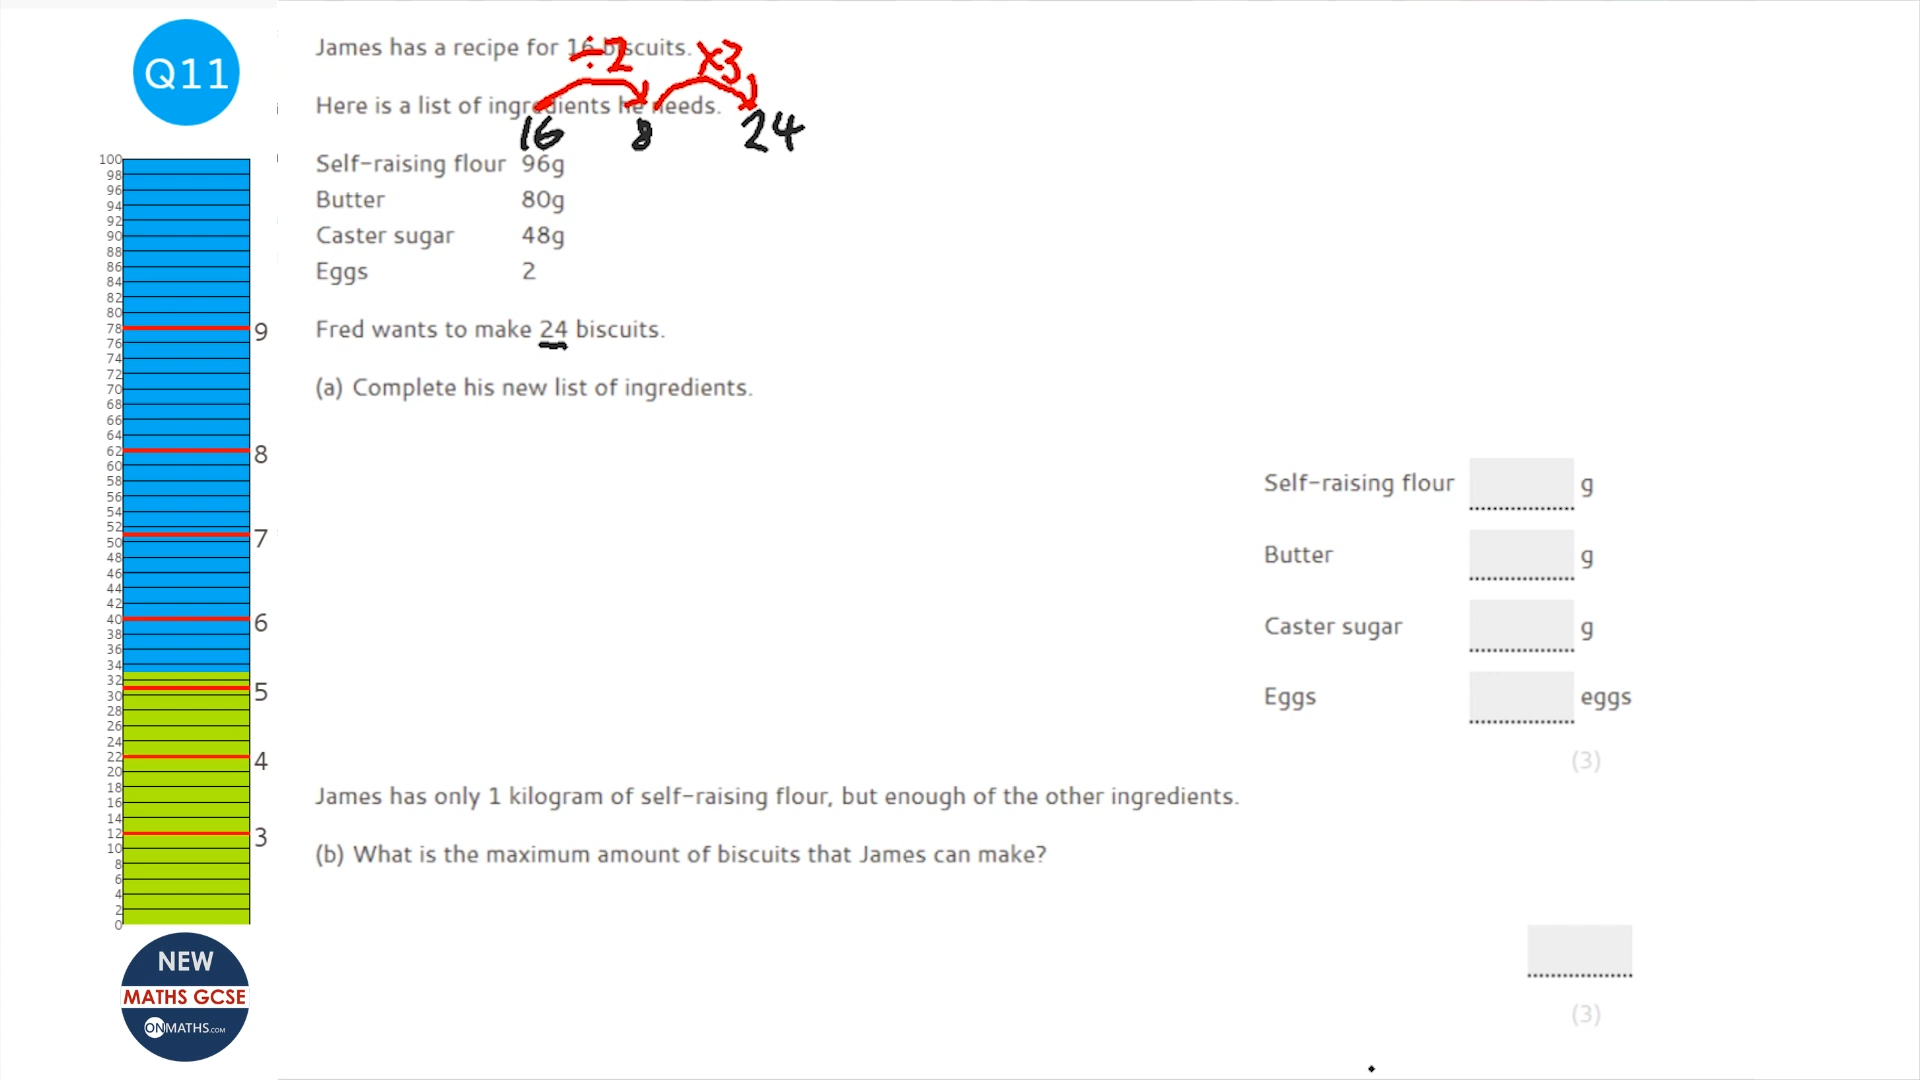 Q11
James has a recipe for 16 biscuits.
÷2 ×3
Here is a list of ingredients he needs.
16 8 24
Self-raising flour 96g
Butter 80g
Caster sugar 48g
Eggs 2
Fred wants to make 24 biscuits.
(a) Complete his new list of ingredients.
Self-raising flour g
Butter g
Caster sugar g
Eggs eggs
(3)
James has only 1 kilogram of self-raising flour, but enough of the other ingredients.
(b) What is the maximum amount of biscuits that James can make?
(3)
100
98
96
94
92
90
88
86
84
82
80
78 9
76
74
72
70
68
66
64
62 8
60
58
56
54
52
50 7
48
46
44
42
40 6
38
36
34
32
30 5
28
26
24
22 4
20
18
16
14
12 3
10
8
6
4
2
0
NEW
MATHS GCSE
ONMATHS.COM